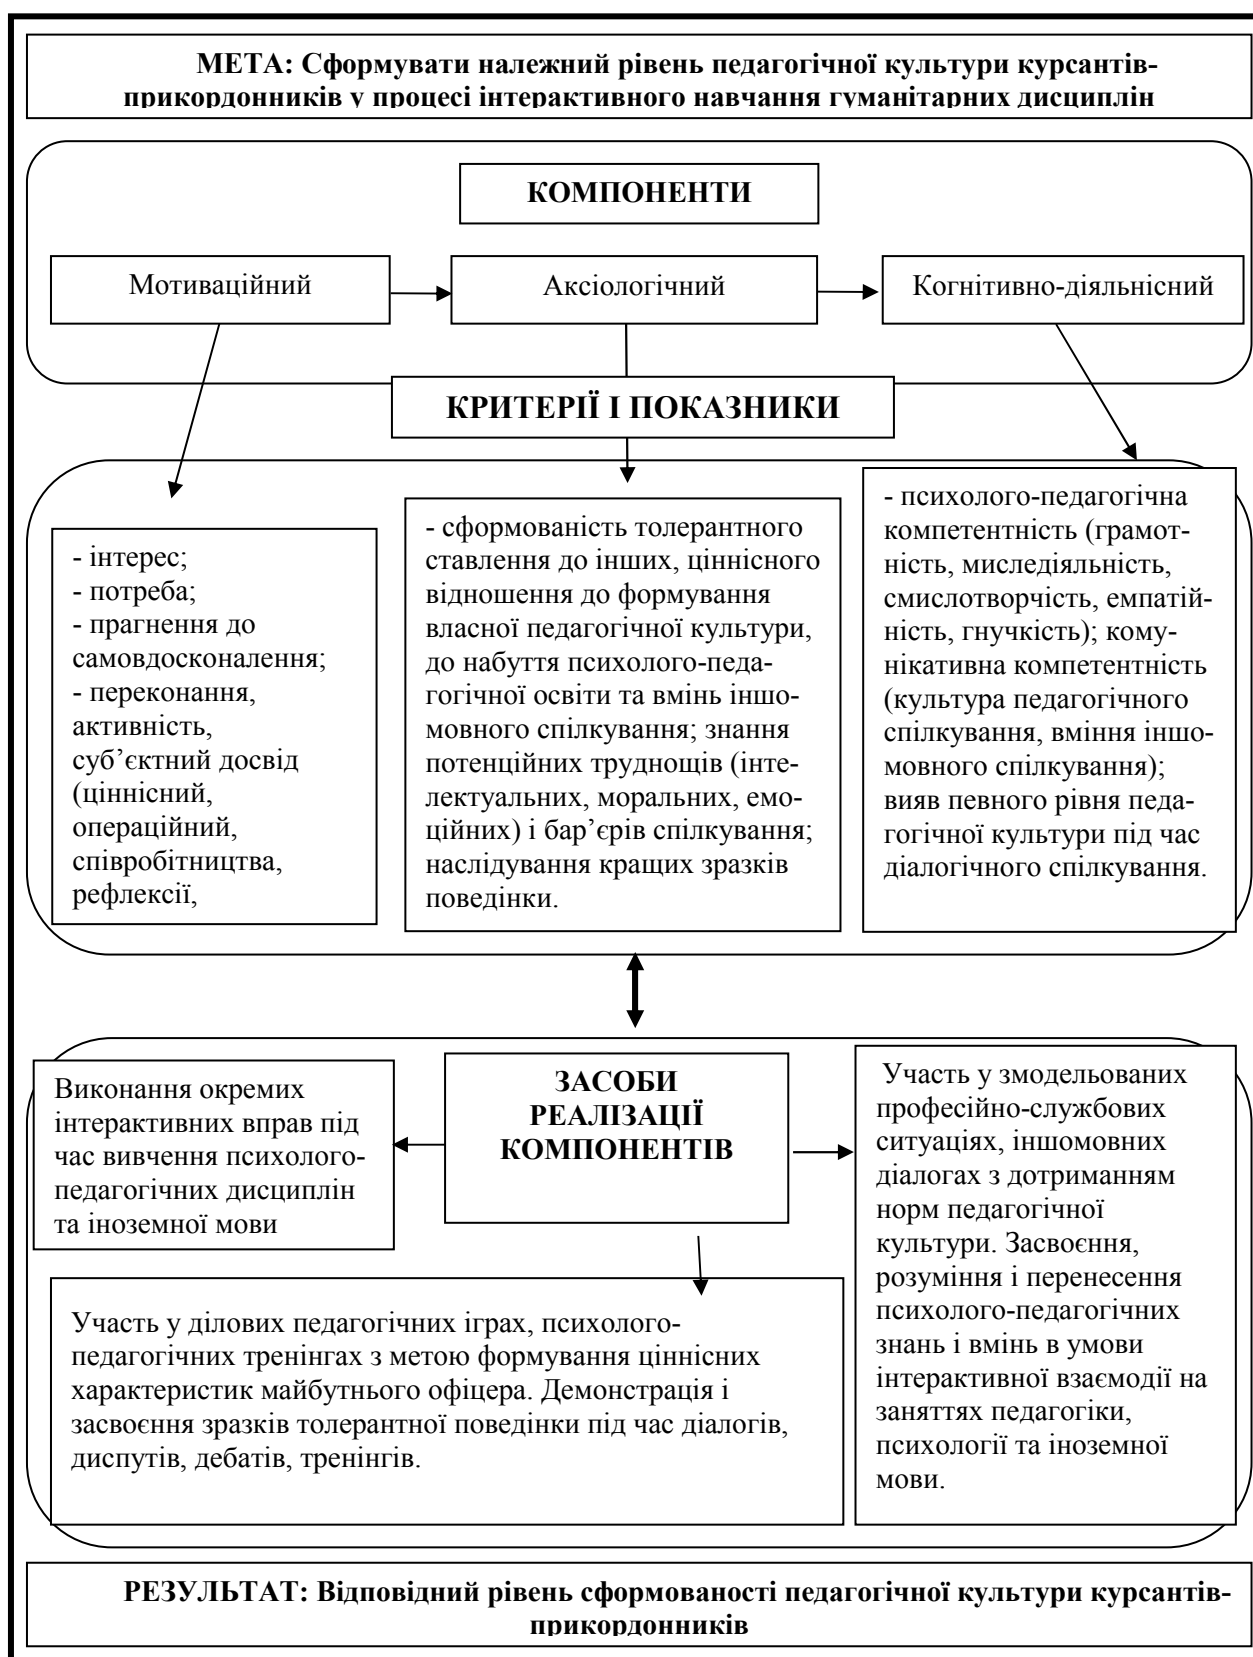 МЕТА: Сформувати належний рівень педагогічної культури курсантів-
прикордонників у процесі інтерактивного навчання гуманітарних дисциплін
КОМПОНЕНТИ
Мотиваційний
Аксіологічний
Когнітивно-діяльнісний
КРИТЕРІЇ І ПОКАЗНИКИ
- інтерес;
- потреба;
- прагнення до
самовдосконалення;
- переконання,
активність,
суб’єктний досвід
(ціннісний,
операційний,
співробітництва,
рефлексії,
- сформованість толерантного
ставлення до інших, ціннісного
відношення до формування
власної педагогічної культури,
до набуття психолого-педа-
гогічної освіти та вмінь іншо-
мовного спілкування; знання
потенційних труднощів (інте-
лектуальних, моральних, емо-
ційних) і бар’єрів спілкування;
наслідування кращих зразків
поведінки.
- психолого-педагогічна
компетентність (грамот-
ність, миследіяльність,
смислотворчість, емпатій-
ність, гнучкість); кому-
нікативна компетентність
(культура педагогічного
спілкування, вміння іншо-
мовного спілкування);
вияв певного рівня педа-
гогічної культури під час
діалогічного спілкування.
Виконання окремих
інтерактивних вправ під
час вивчення психолого-
педагогічних дисциплін
та іноземної мови
ЗАСОБИ
РЕАЛІЗАЦІЇ
КОМПОНЕНТІВ
Участь у змодельованих
професійно-службових
ситуаціях, іншомовних
діалогах з дотриманням
норм педагогічної
культури. Засвоєння,
розуміння і перенесення
психолого-педагогічних
знань і вмінь в умови
інтерактивної взаємодії на
заняттях педагогіки,
психології та іноземної
мови.
Участь у ділових педагогічних іграх, психолого-
педагогічних тренінгах з метою формування ціннісних
характеристик майбутнього офіцера. Демонстрація і
засвоєння зразків толерантної поведінки під час діалогів,
диспутів, дебатів, тренінгів.
РЕЗУЛЬТАТ: Відповідний рівень сформованості педагогічної культури курсантів-
прикордонників